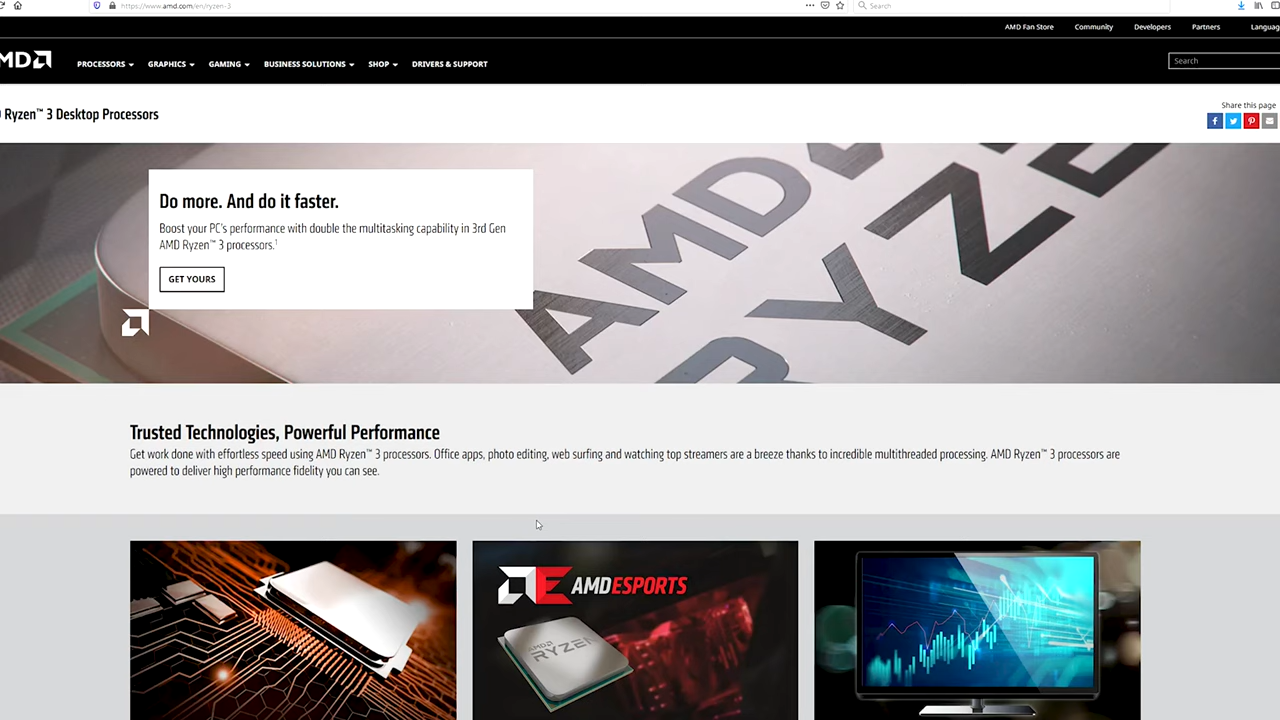 https://www.amd.com/en/ryzen-3
Search
AMD Fan Store
Community
Developers
Partners
Languag
MD
PROCESSORS
GRAPHICS
GAMING
BUSINESS SOLUTIONS
SHOP
DRIVERS & SUPPORT
Search
Ryzen™ 3 Desktop Processors
Share this page
Do more. And do it faster.
Boost your PC's performance with double the multitasking capability in 3rd Gen
AMD Ryzen™ 3 processors.¹
GET YOURS
AMD
RYZE
Trusted Technologies, Powerful Performance
Get work done with effortless speed using AMD Ryzen™ 3 processors. Office apps, photo editing, web surfing and watching top streamers are a breeze thanks to incredible multithreaded processing. AMD Ryzen™ 3 processors are
powered to deliver high performance fidelity you can see.
AMDESPORTS
AMD
RYZEN